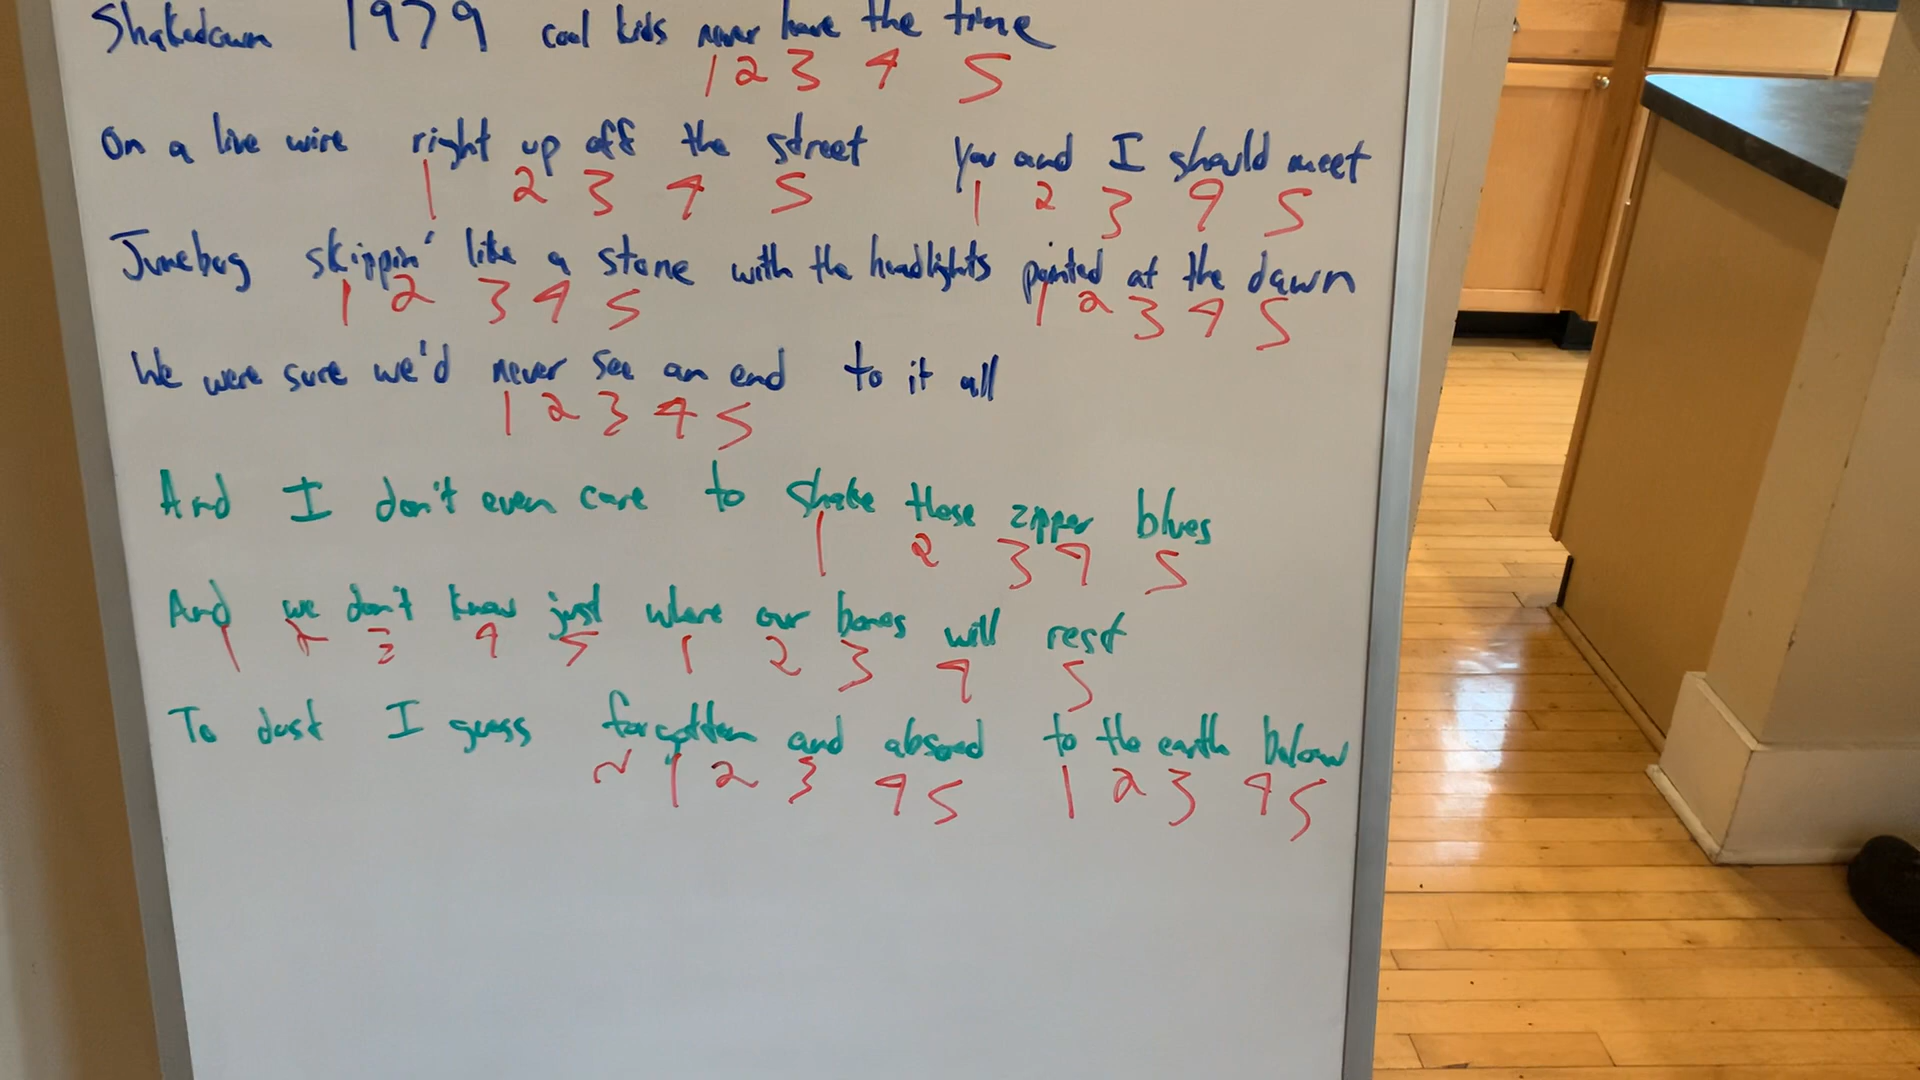 Shakedown 1979 cool kids never have the time
1 2 3 4 5
On a live wire right up off the street you and I should meet
1 2 3 4 5 1 2 3 4 5
Junebug skippin' like a stone with the headlights pointed at the dawn
1 2 3 4 5 1 2 3 4 5
We were sure we'd never see an end to it all
1 2 3 4 5
And I don't even care to shake these zipper blues
1 2 3 4 5
And we don't know just where our bones will rest
1 2 3 4 5 1 2 3 4 5
To dust I guess forgotten and absorbed to the earth below
~ 1 2 3 4 5 1 2 3 4 5